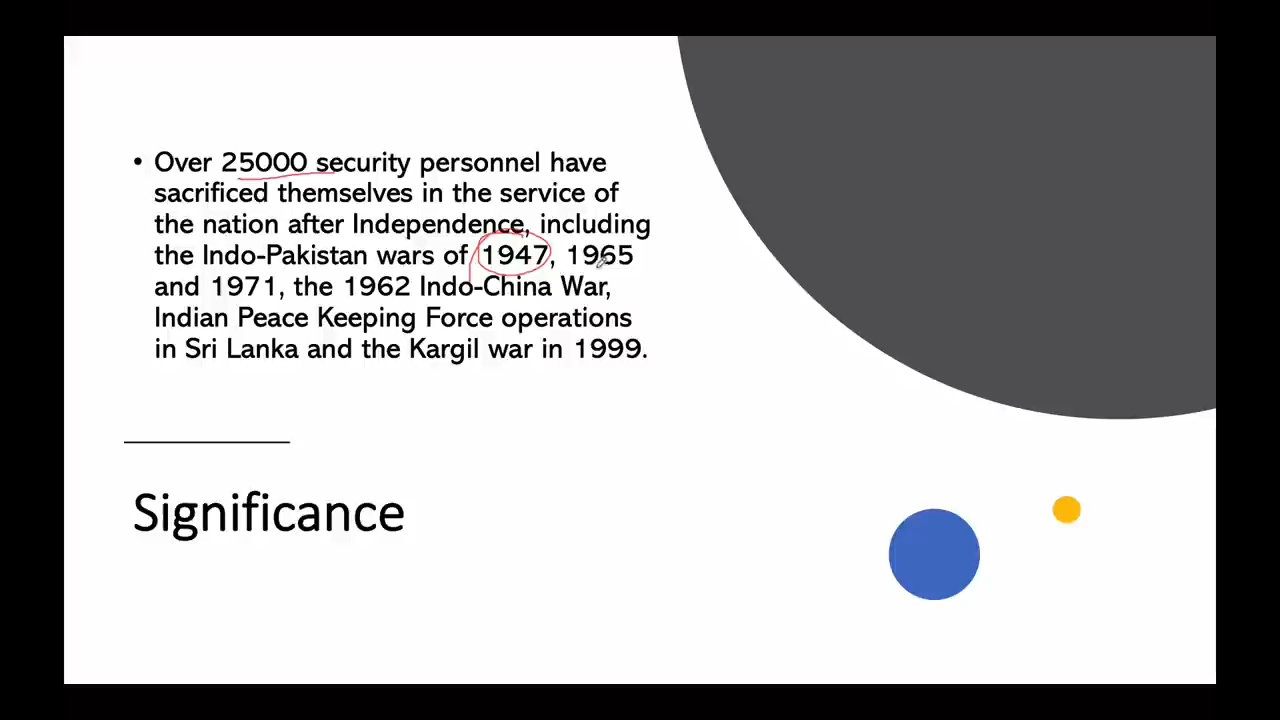 • Over 25000 security personnel have
sacrificed themselves in the service of
the nation after Independence, including
the Indo-Pakistan wars of 1947, 1965
and 1971, the 1962 Indo-China War,
Indian Peace Keeping Force operations
in Sri Lanka and the Kargil war in 1999.
Significance